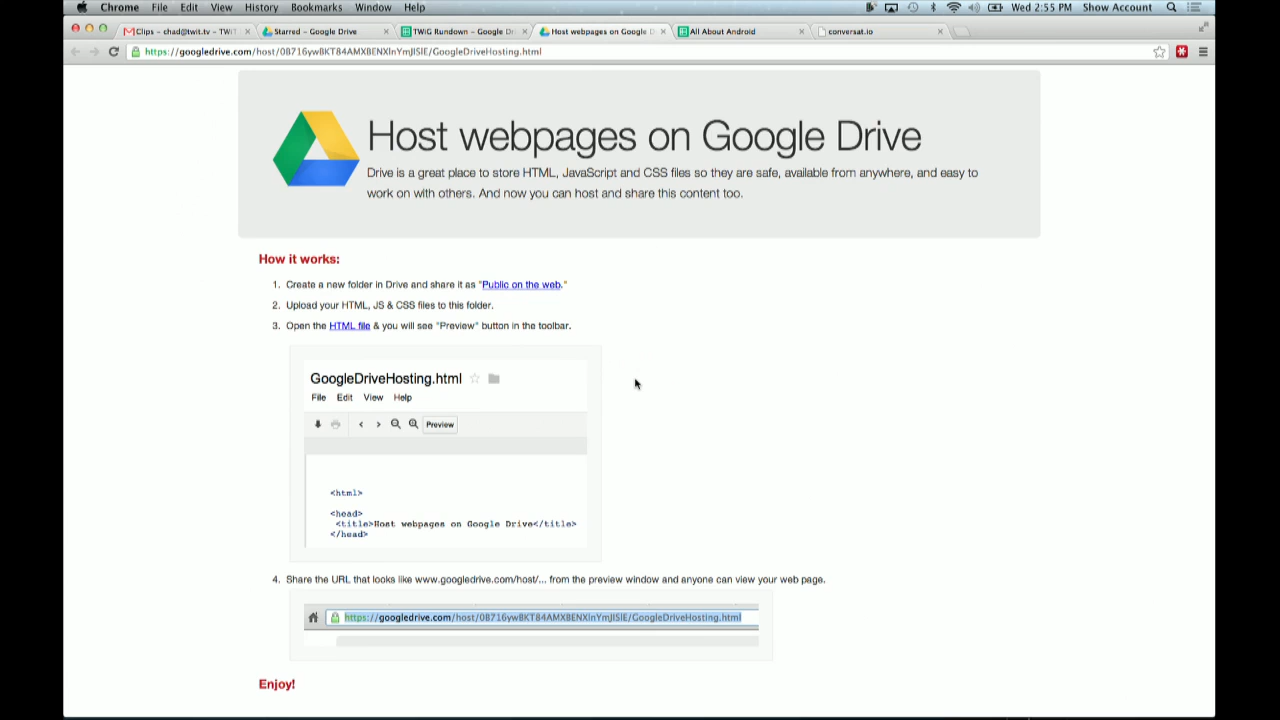 Chrome File Edit View History Bookmarks Window Help Wed 2:55 PM Show Account
Clips - chad@twit.tv - TWiT Starred - Google Drive TWiG Rundown - Google Dr Host webpages on Google D All About Android conversat.io
https://googledrive.com/host/0B716ywBKT84AMXBENXlnYmJISlE/GoogleDriveHosting.html
Host webpages on Google Drive
Drive is a great place to store HTML, JavaScript and CSS files so they are safe, available from anywhere, and easy to
work on with others. And now you can host and share this content too.
How it works:
1. Create a new folder in Drive and share it as "Public on the web."
2. Upload your HTML, JS & CSS files to this folder.
3. Open the HTML file & you will see "Preview" button in the toolbar.
GoogleDriveHosting.html
File Edit View Help
Preview
<html>
<head>
<title>Host webpages on Google Drive</title>
</head>
4. Share the URL that looks like www.googledrive.com/host/... from the preview window and anyone can view your web page.
https://googledrive.com/host/0B716ywBKT84AMXBENXlnYmJISlE/GoogleDriveHosting.html
Enjoy!